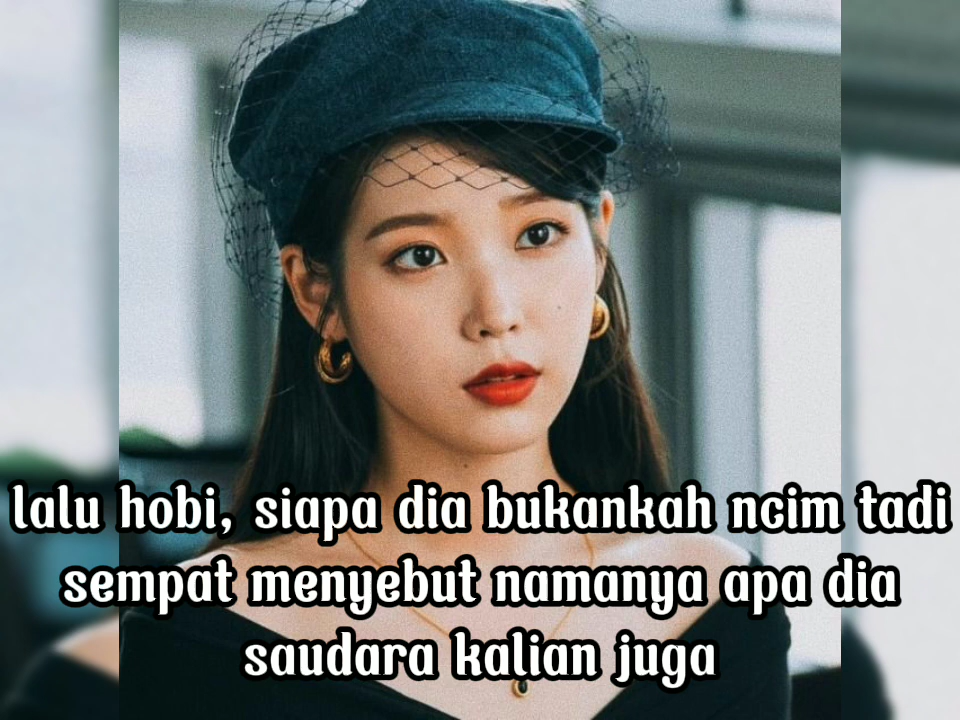 lalu hobi, siapa dia bukankah ncim tadi
sempat menyebut namanya apa dia
saudara kalian juga